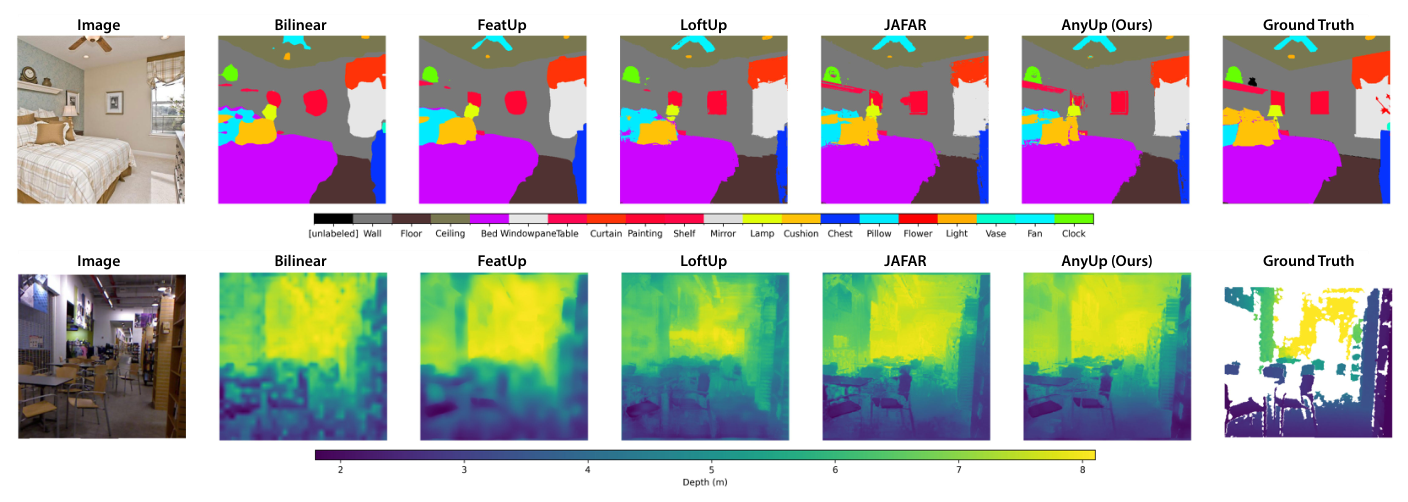 Image Bilinear FeatUp LoftUp JAFAR AnyUp (Ours) Ground Truth
[unlabeled] Wall Floor Ceiling Bed Windowpane Table Curtain Painting Shelf Mirror Lamp Cushion Chest Pillow Flower Light Vase Fan Clock
Image Bilinear FeatUp LoftUp JAFAR AnyUp (Ours) Ground Truth
2 3 4 5 6 7 8
Depth (m)